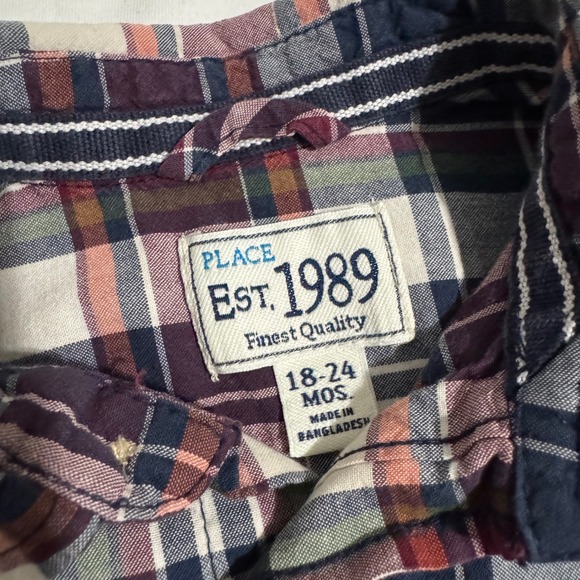 PLACE
EST. 1989
Finest Quality
18-24
MOS.
MADE IN
BANGLADESH